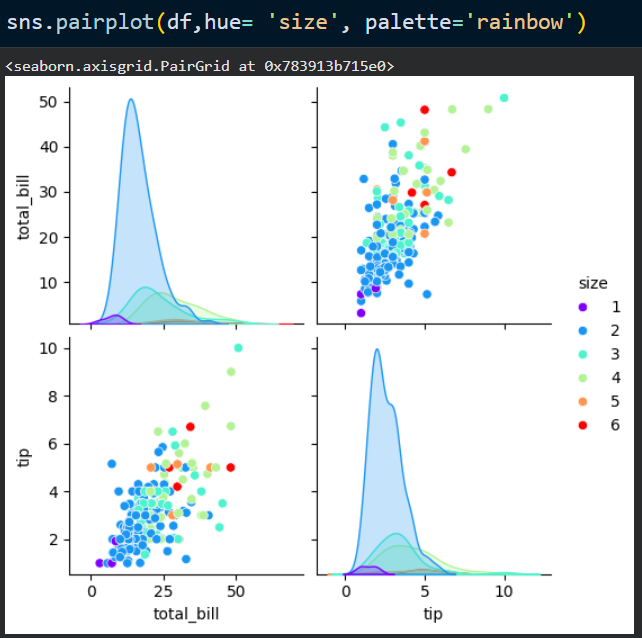 sns.pairplot(df,hue= 'size', palette='rainbow')
<seaborn.axisgrid.PairGrid at 0x783913b715e0>
50
40
30
20
10
total_bill
size
1
2
3
4
5
6
10
8
6
4
2
tip
0 25 50
total_bill
0 5 10
tip